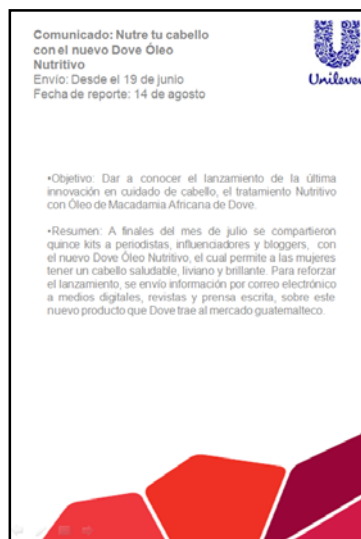 Comunicado: Nutre tu cabello
con el nuevo Dove Óleo
Nutritivo
Envío: Desde el 19 de junio
Fecha de reporte: 14 de agosto
Unilever
•Objetivo: Dar a conocer el lanzamiento de la última
innovación en cuidado de cabello, el tratamiento Nutritivo
con Óleo de Macadamia Africana de Dove.
•Resumen: A finales del mes de julio se compartieron
quince kits a periodistas, influenciadores y bloggers, con
el nuevo Dove Óleo Nutritivo, el cual permite a las mujeres
tener un cabello saludable, liviano y brillante. Para reforzar
el lanzamiento, se envío información por correo electrónico
a medios digitales, revistas y prensa escrita, sobre este
nuevo producto que Dove trae al mercado guatemalteco.